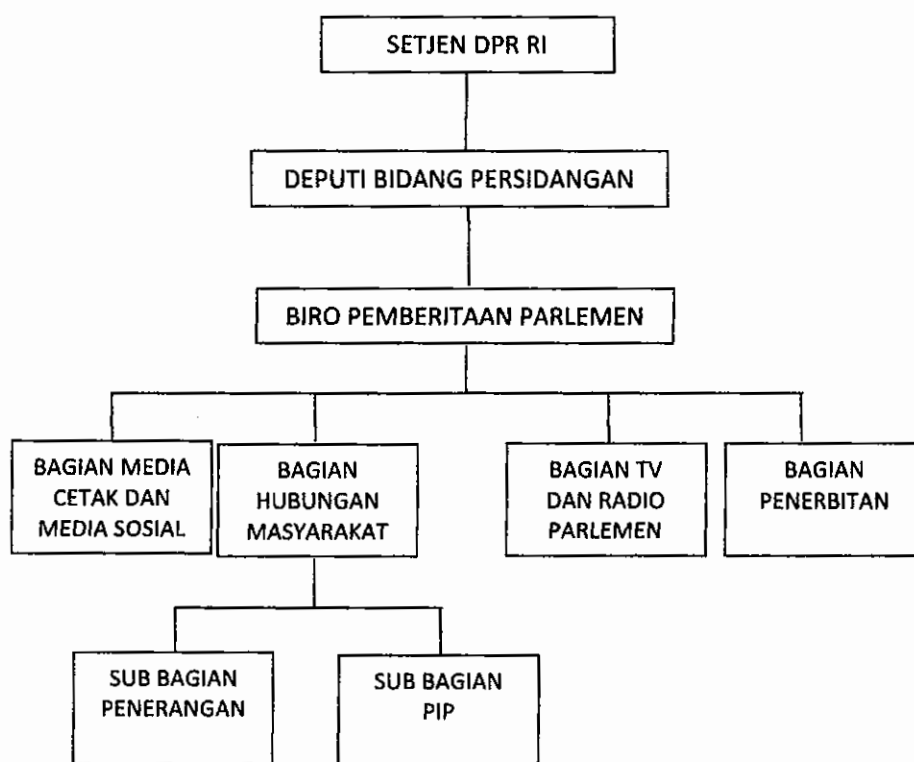 SETJEN DPR RI
DEPUTI BIDANG PERSIDANGAN
BIRO PEMBERITAAN PARLEMEN
BAGIAN MEDIA
CETAK DAN
MEDIA SOSIAL
BAGIAN
HUBUNGAN
MASYARAKAT
BAGIAN TV
DAN RADIO
PARLEMEN
BAGIAN
PENERBITAN
SUB BAGIAN
PENERANGAN
SUB BAGIAN
PIP